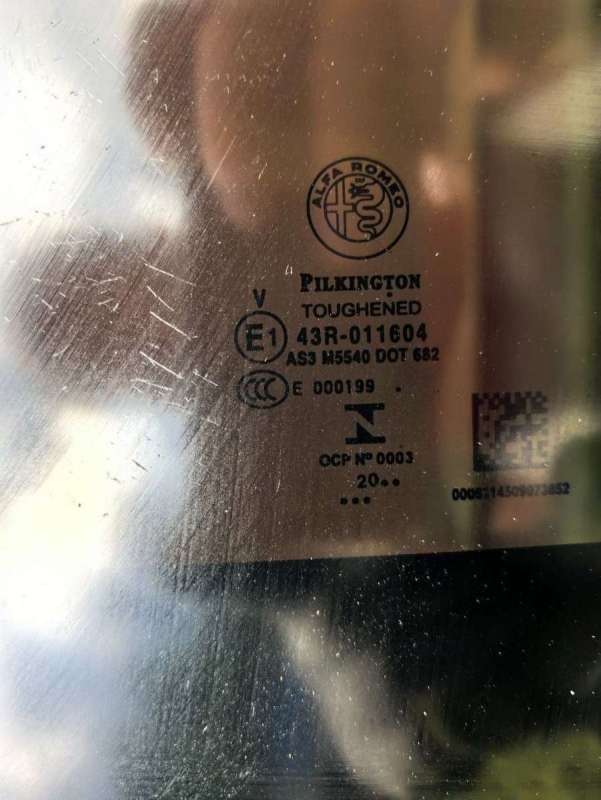 ALFA ROMEO
PILKINGTON
TOUGHENED
V
E1 43R-011604
AS3 M5540 DOT 682
CCC E 000199 .
OCP Nº 0003
20..
...